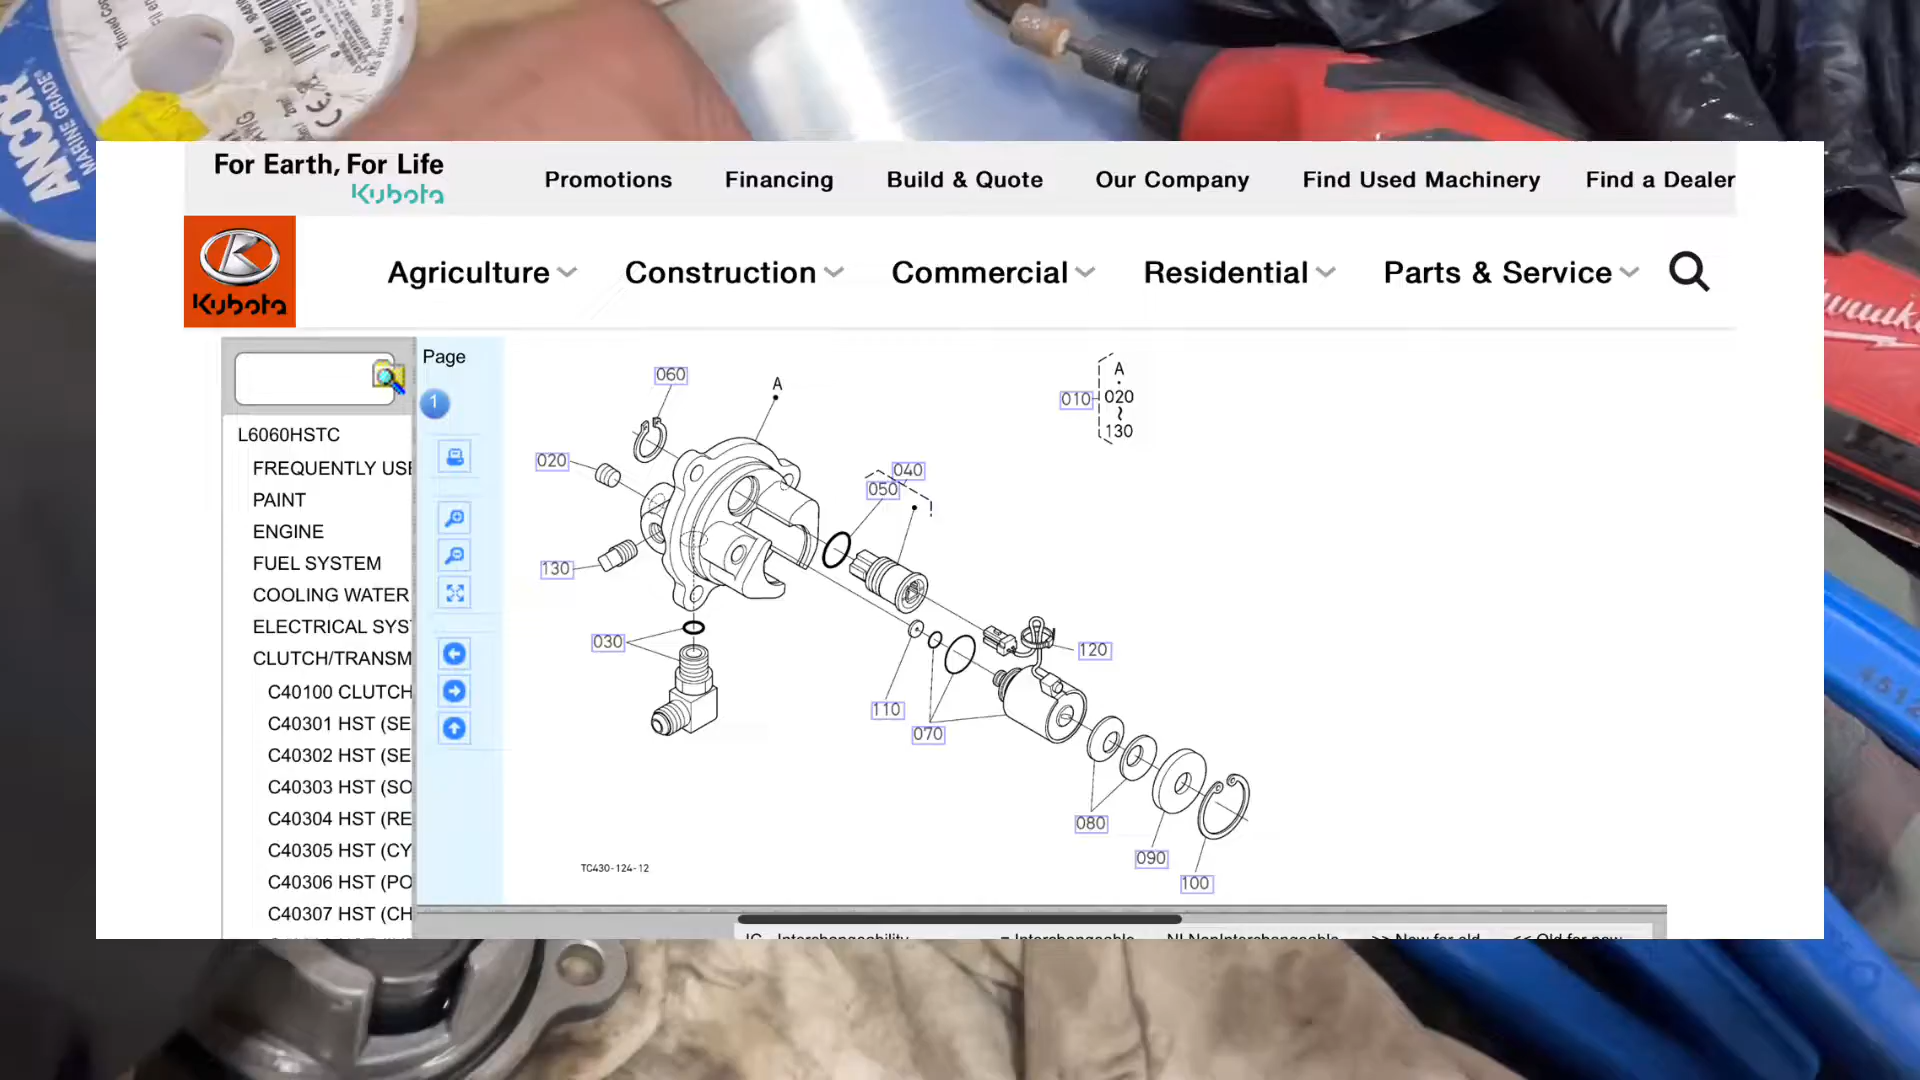 ANCOR
MARINE GRADE
For Earth, For Life
Kubota
Promotions
Financing
Build & Quote
Our Company
Find Used Machinery
Find a Dealer
Kubota
Agriculture
Construction
Commercial
Residential
Parts & Service
Page
1
L6060HSTC
FREQUENTLY USE
PAINT
ENGINE
FUEL SYSTEM
COOLING WATER
ELECTRICAL SYS
CLUTCH/TRANSM
C40100 CLUTCH
C40301 HST (SE
C40302 HST (SE
C40303 HST (SO
C40304 HST (RE
C40305 HST (CY
C40306 HST (PO
C40307 HST (CH
060
A
010
A
020
~
130
020
040
050
130
030
120
110
070
080
090
100
TC430-124-12